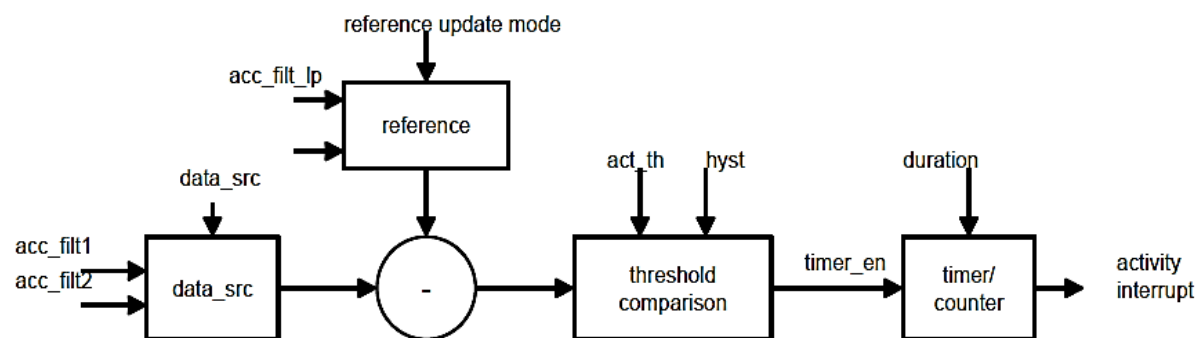 reference update mode
acc_filt_lp
reference
act_th
hyst
duration
data_src
acc_filt1
acc_filt2
data_src
-
threshold
comparison
timer_en
timer/
counter
activity
interrupt